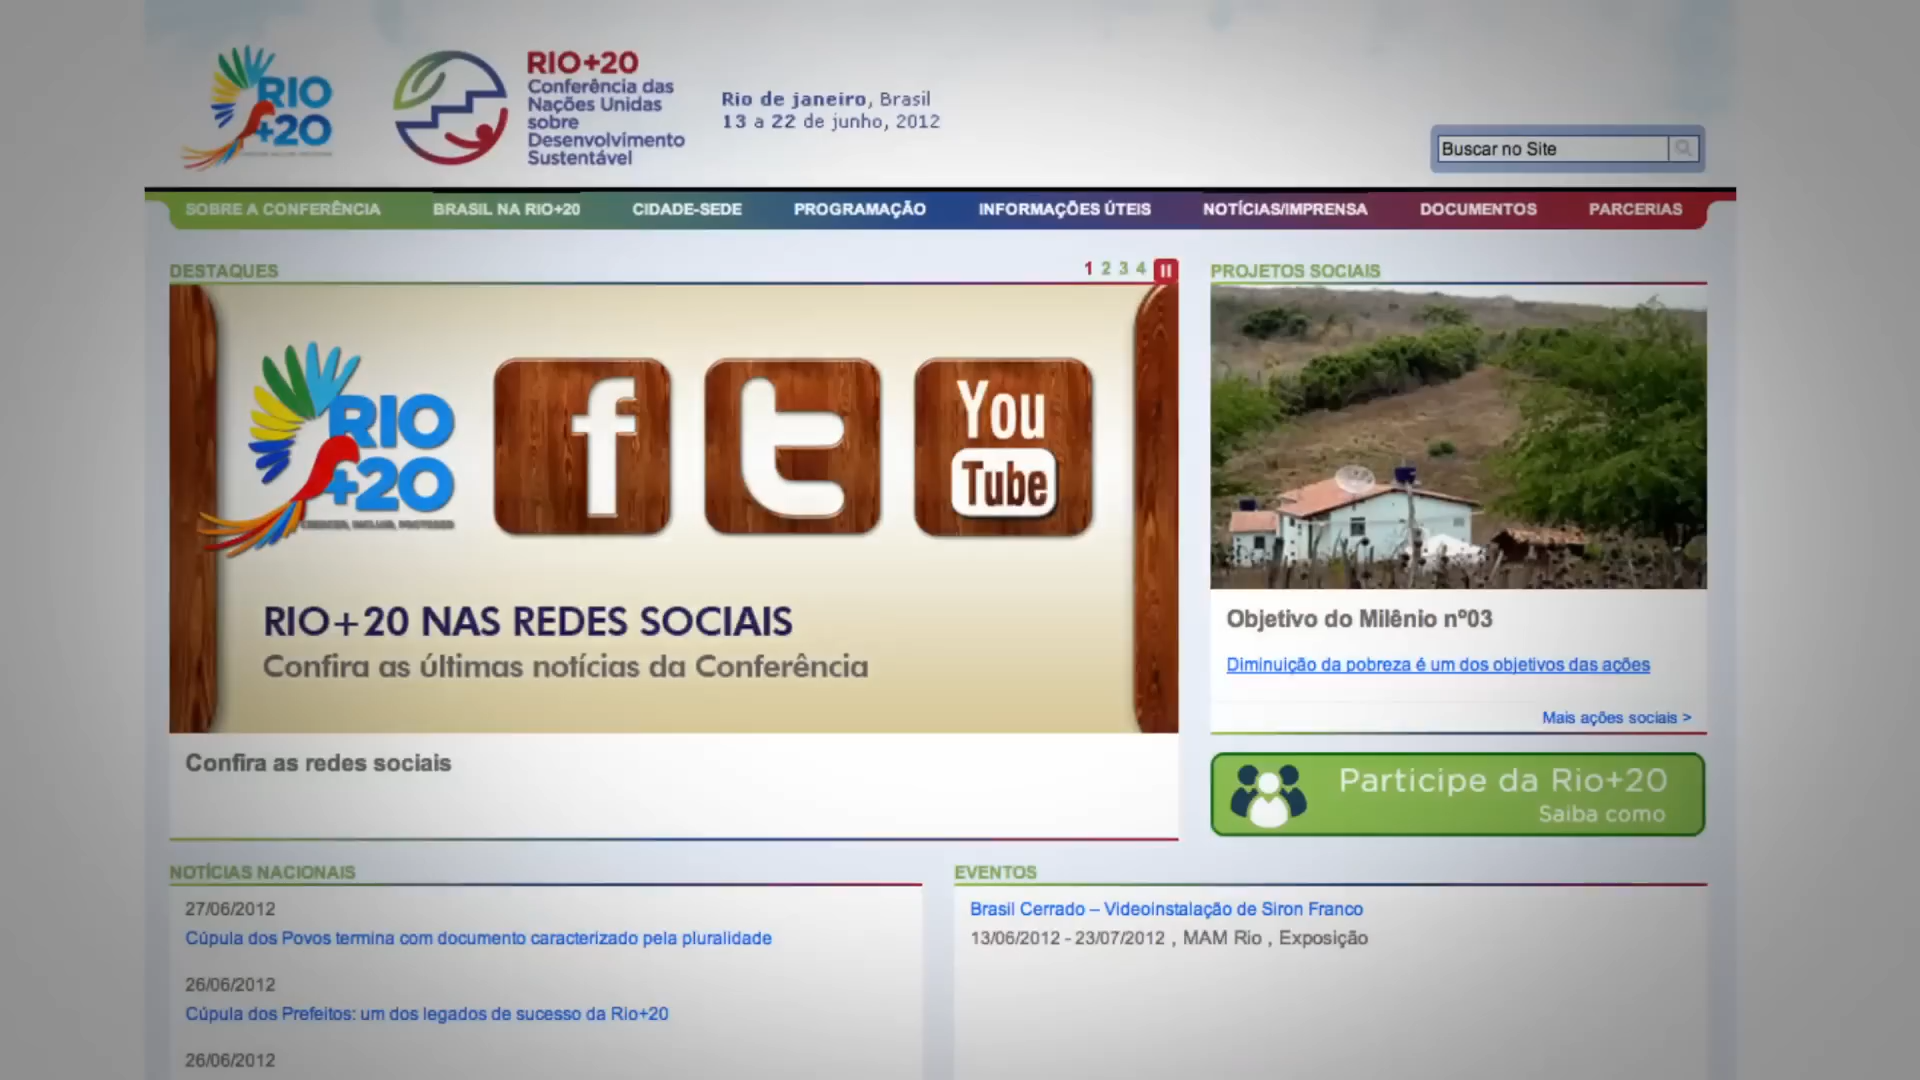 RIO
+20
RIO+20
Conferência das
Nações Unidas
sobre
Desenvolvimento
Sustentável
Rio de janeiro, Brasil
13 a 22 de junho, 2012
Buscar no Site
SOBRE A CONFERÊNCIA BRASIL NA RIO+20 CIDADE-SEDE PROGRAMAÇÃO INFORMAÇÕES ÚTEIS NOTÍCIAS/IMPRENSA DOCUMENTOS PARCERIAS
DESTAQUES
1 2 3 4
RIO
+20
CRESCER, INCLUIR, PROTEGER
f
t
You
Tube
RIO+20 NAS REDES SOCIAIS
Confira as últimas notícias da Conferência
Confira as redes sociais
PROJETOS SOCIAIS
Objetivo do Milênio nº03
Diminuição da pobreza é um dos objetivos das ações
Mais ações sociais >
Participe da Rio+20
Saiba como
NOTÍCIAS NACIONAIS
27/06/2012
Cúpula dos Povos termina com documento caracterizado pela pluralidade
26/06/2012
Cúpula dos Prefeitos: um dos legados de sucesso da Rio+20
26/06/2012
EVENTOS
Brasil Cerrado – Videoinstalação de Siron Franco
13/06/2012 - 23/07/2012 , MAM Rio , Exposição